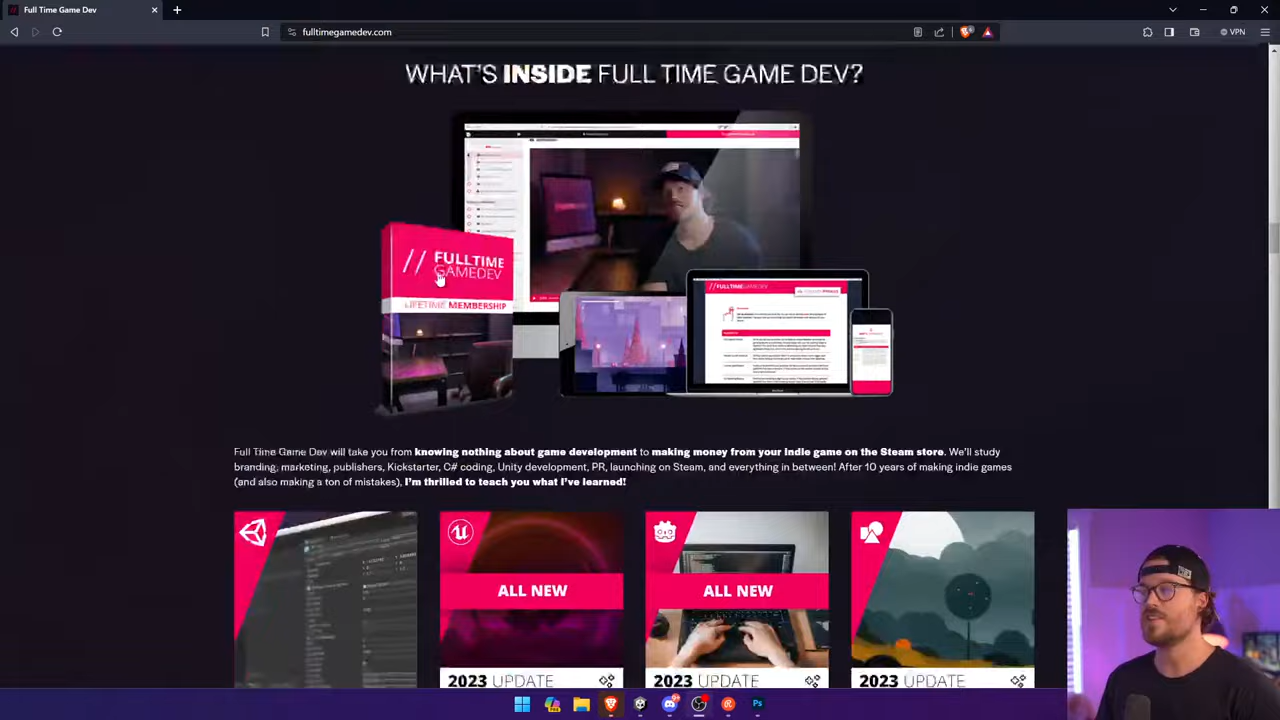 Full Time Game Dev
fulltimegamedev.com
VPN
WHAT'S INSIDE FULL TIME GAME DEV?
// FULLTIME
GAMEDEV
LIFETIME MEMBERSHIP
//FULLTIMEGAMEDEV
Full Time Game Dev will take you from knowing nothing about game development to making money from your indie game on the Steam store. We'll study
branding, marketing, publishers, Kickstarter, C# coding, Unity development, PR, launching on Steam, and everything in between! After 10 years of making indie games
(and also making a ton of mistakes), I'm thrilled to teach you what I've learned!
ALL NEW
ALL NEW
2023 UPDATE
2023 UPDATE
2023 UPDATE